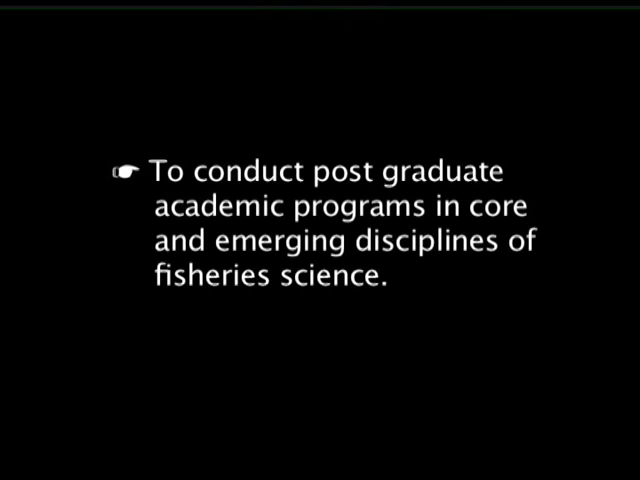 ☛ To conduct post graduate
academic programs in core
and emerging disciplines of
fisheries science.